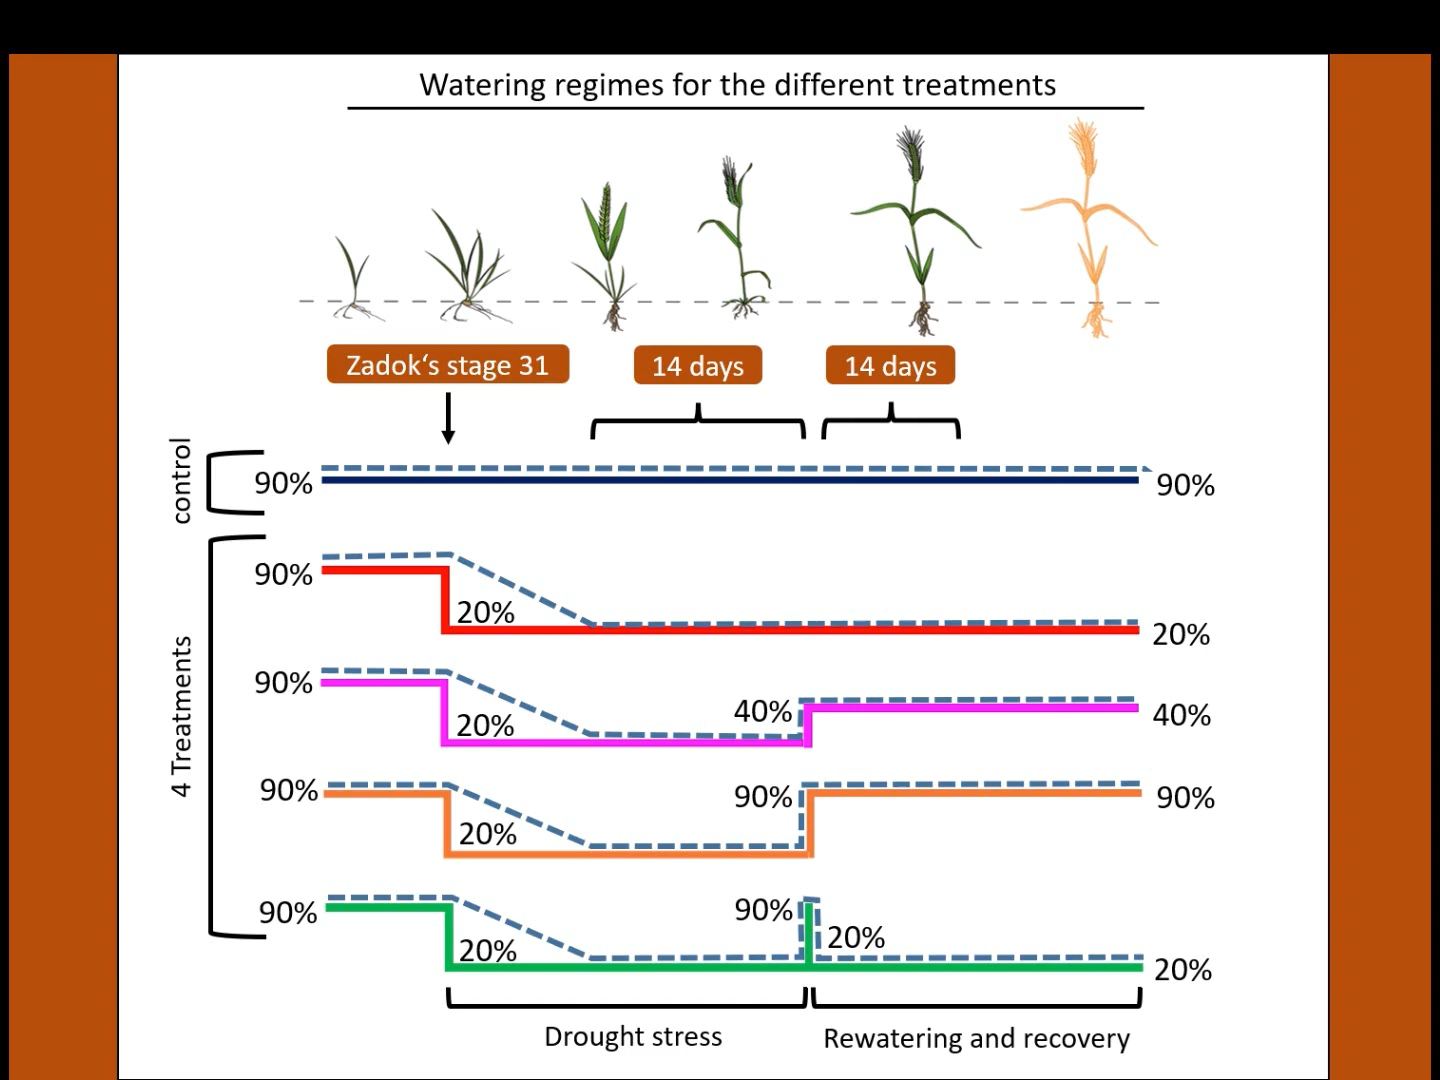 Watering regimes for the different treatments
Zadok‘s stage 31
14 days
14 days
control
90%
90%
4 Treatments
90%
20%
20%
90%
20%
40%
40%
90%
20%
90%
90%
90%
20%
90%
20%
20%
Drought stress
Rewatering and recovery